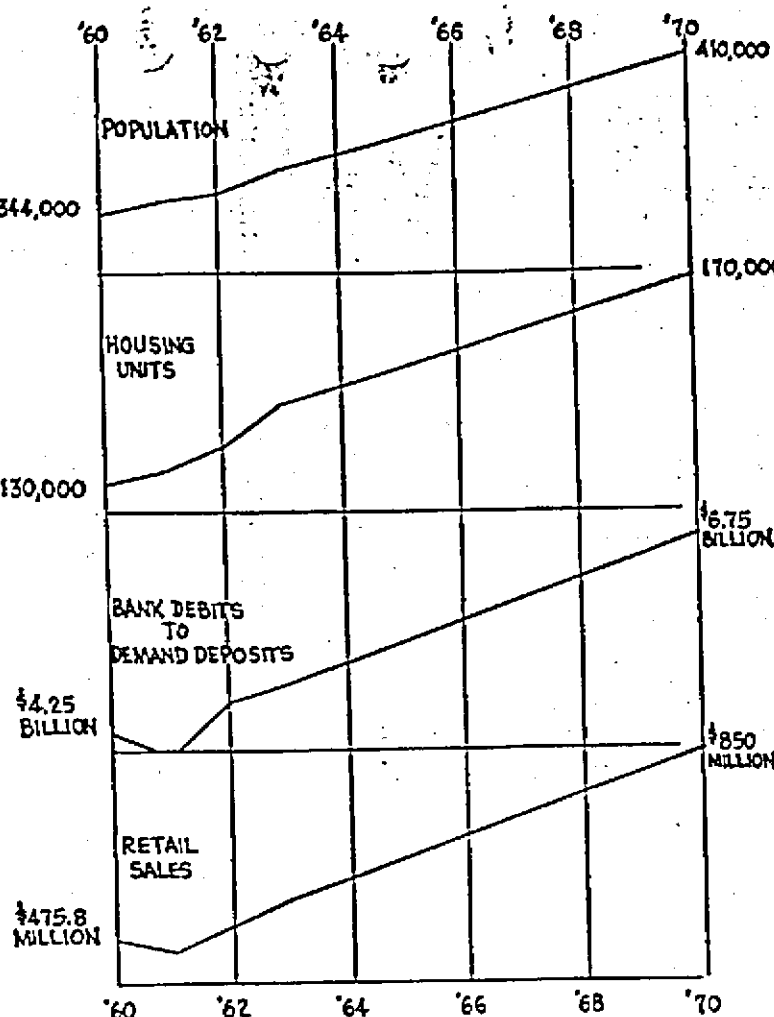 '60 '62 '64 '66 '68 '70
410,000
POPULATION
344,000
170,000
HOUSING
UNITS
130,000
$6.75
BILLION
BANK DEBITS
TO
DEMAND DEPOSITS
$4.25
BILLION
$850
MILLION
RETAIL
SALES
$475.8
MILLION
'60 '62 '64 '66 '68 '70